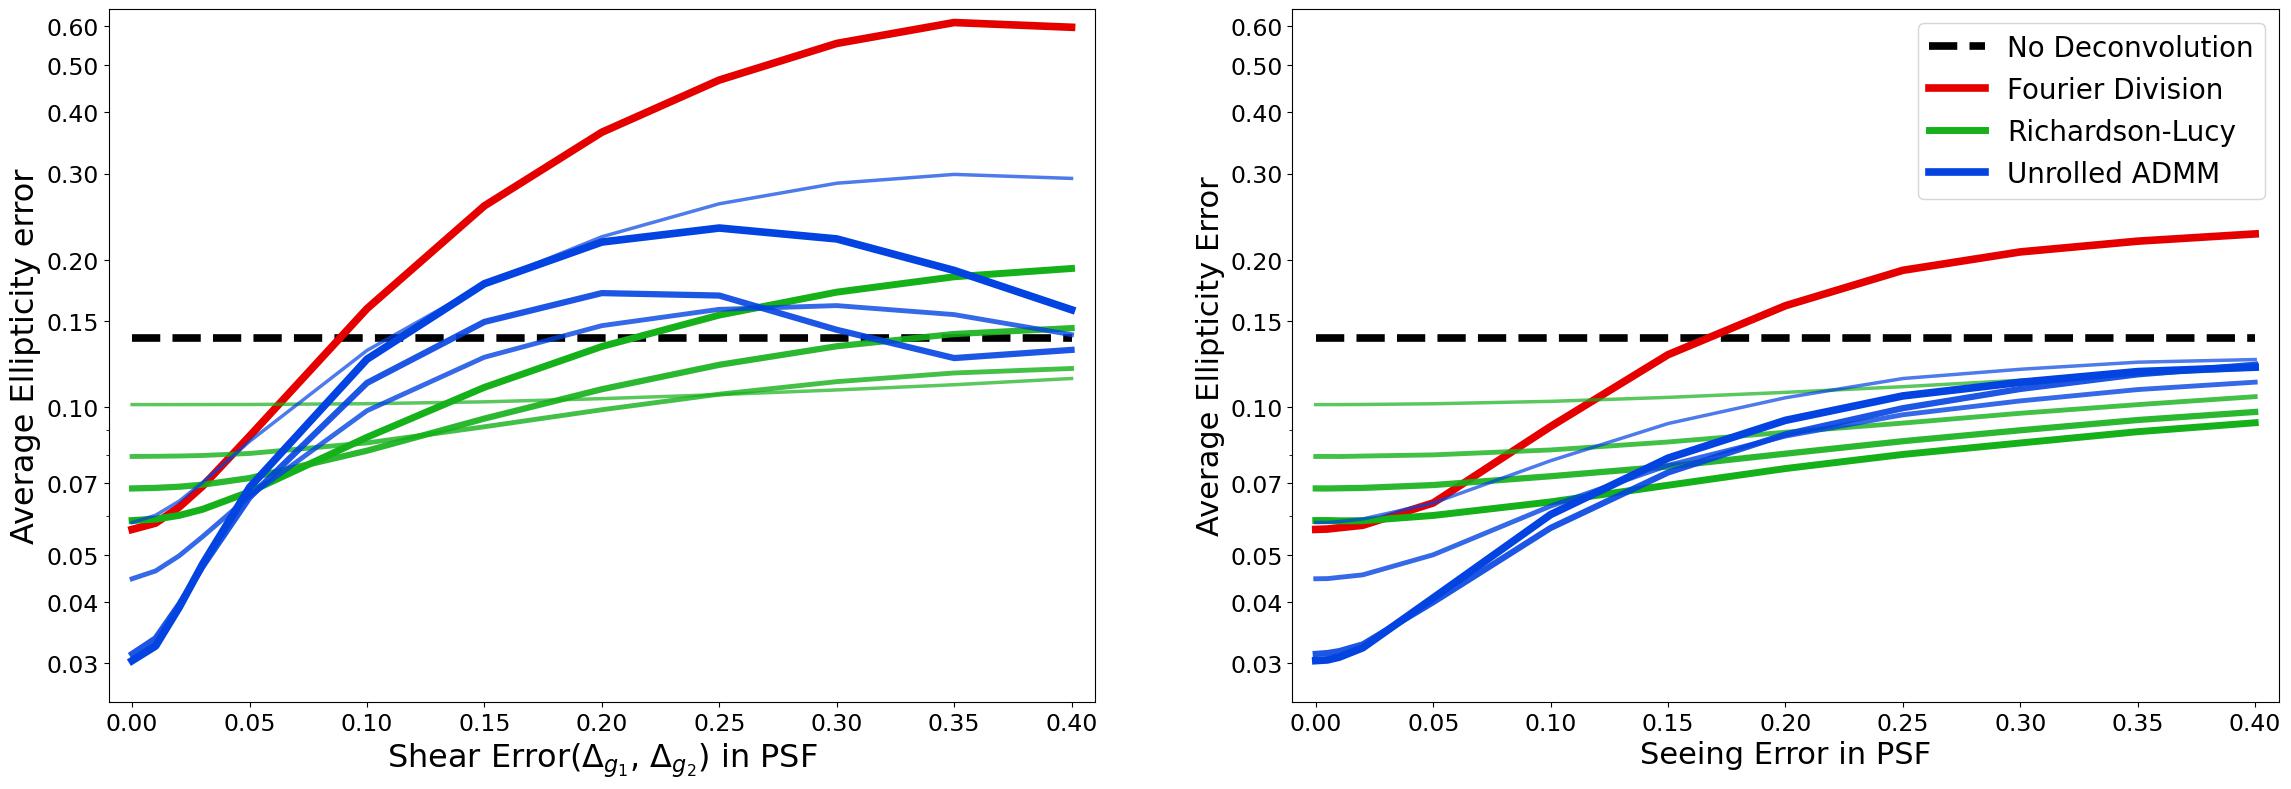 Average Ellipticity error
0.60
0.50
0.40
0.30
0.20
0.15
0.10
0.07
0.05
0.04
0.03
0.00 0.05 0.10 0.15 0.20 0.25 0.30 0.35 0.40
Shear Error(Δg₁, Δg₂) in PSF
Average Ellipticity Error
0.60
0.50
0.40
0.30
0.20
0.15
0.10
0.07
0.05
0.04
0.03
0.00 0.05 0.10 0.15 0.20 0.25 0.30 0.35 0.40
Seeing Error in PSF
No Deconvolution
Fourier Division
Richardson-Lucy
Unrolled ADMM